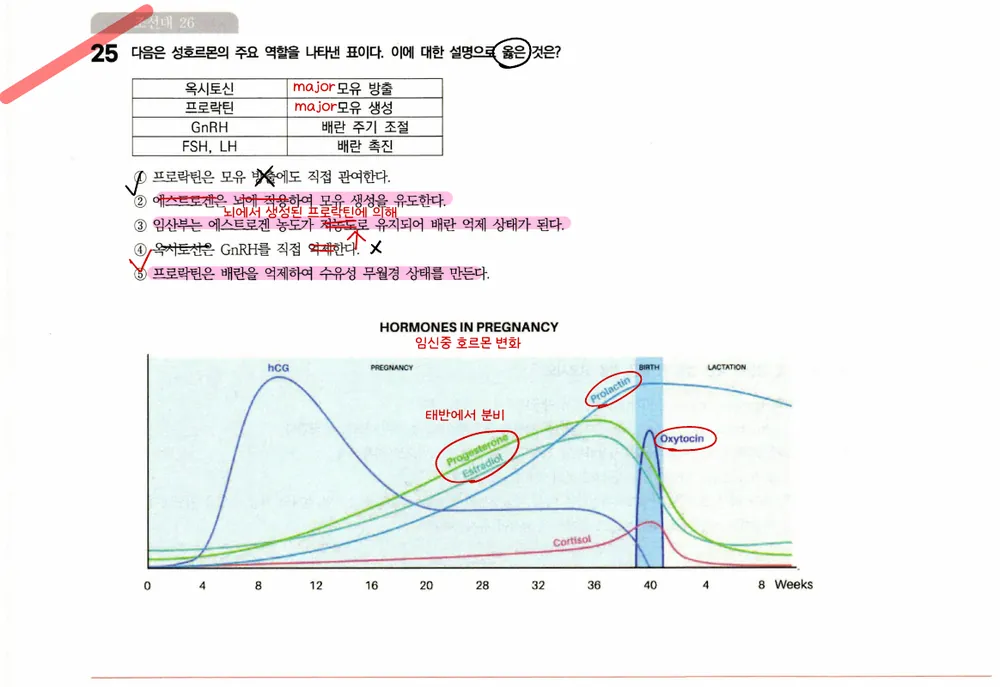 조선대 26
25 다음은 성호르몬의 주요 역할을 나타낸 표이다. 이에 대한 설명으로 옳은 것은?
옥시토신 major 모유 방출
프로락틴 major 모유 생성
GnRH 배란 주기 조절
FSH, LH 배란 촉진
① 프로락틴은 모유 방출에도 직접 관여한다.
② 에스트로겐은 뇌에 작용하여 모유 생성을 유도한다.
뇌에서 생성된 프로락틴에 의해
③ 임산부는 에스트로겐 농도가 저농도로 유지되어 배란 억제 상태가 된다.
④ 옥시토신은 GnRH를 직접 억제한다. X
⑤ 프로락틴은 배란을 억제하여 수유성 무월경 상태를 만든다.
HORMONES IN PREGNANCY
임신중 호르몬 변화
hCG PREGNANCY BIRTH LACTATION
Prolactin
태반에서 분비
Progesterone
Oxytocin
Estradiol
Cortisol
0 4 8 12 16 20 28 32 36 40 4 8 Weeks